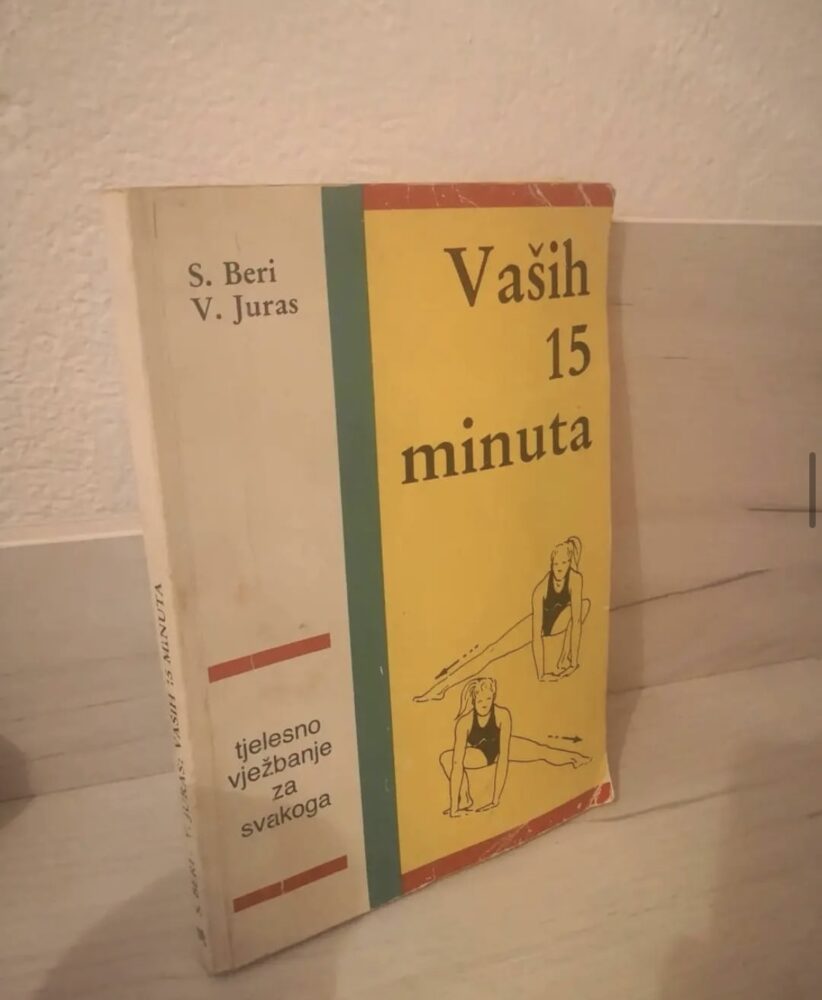 S. Beri
V. Juras
Vaših
15
minuta
tjelesno
vježbanje
za
svakoga
S. BERI - V. JURAS: VAŠIH 15 MINUTA